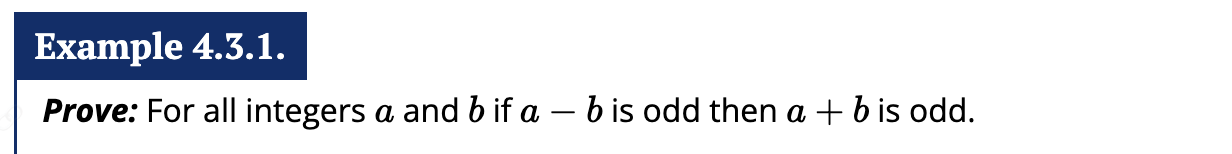 Example 4.3.1.
Prove: For all integers a and b if a − b is odd then a + b is odd.